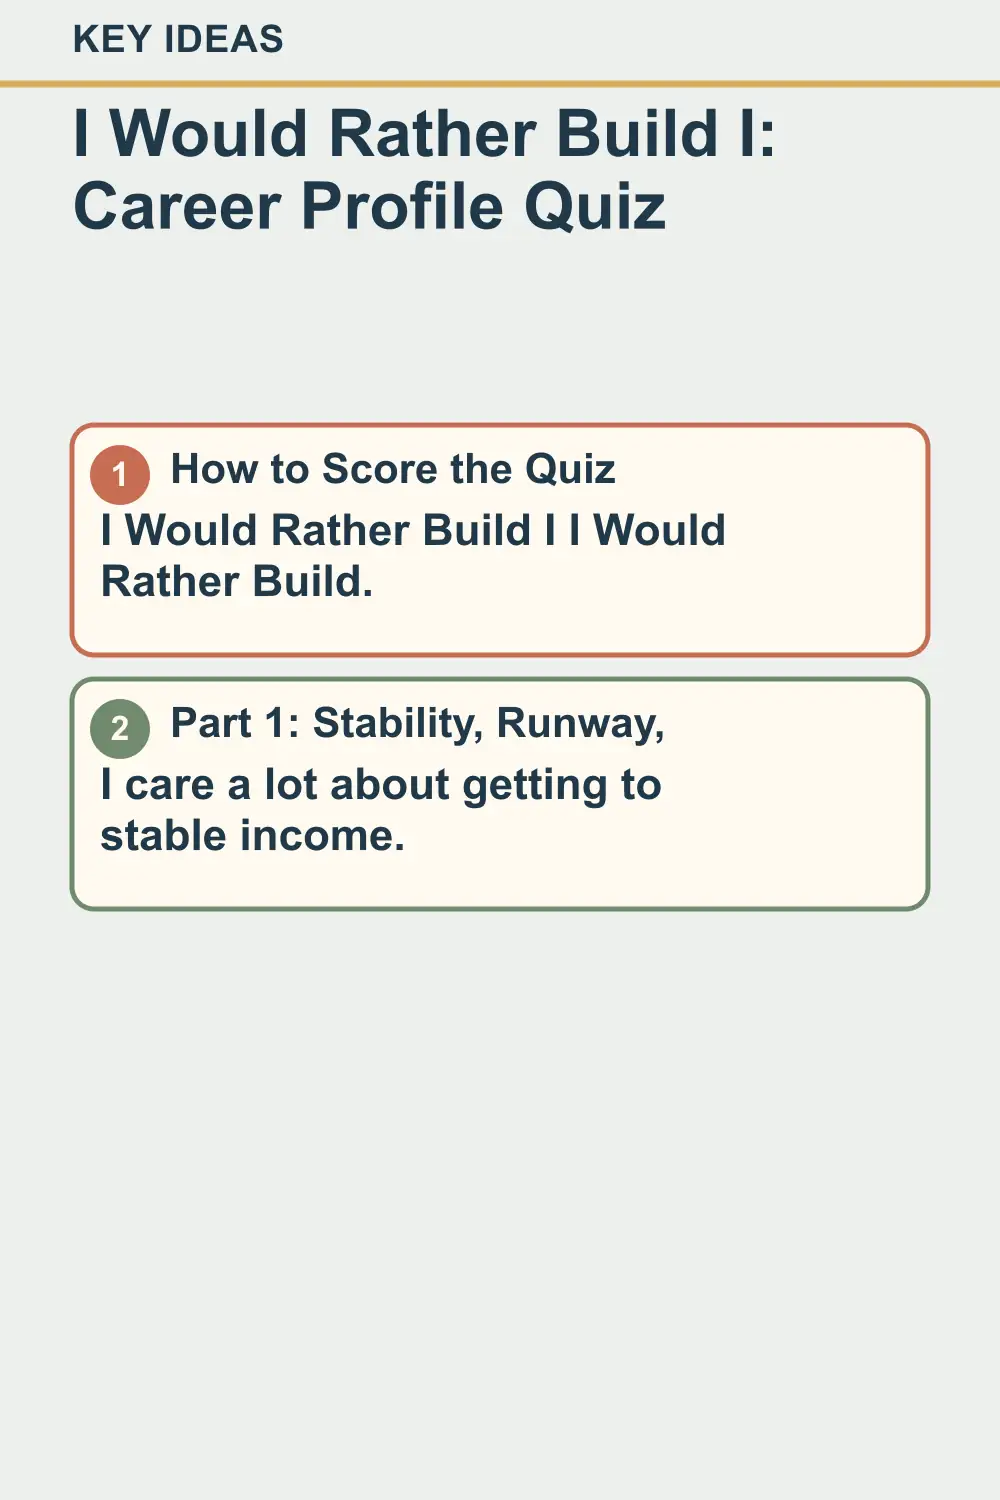 KEY IDEAS
I Would Rather Build I:
Career Profile Quiz
1 How to Score the Quiz
I Would Rather Build I I Would
Rather Build.
2 Part 1: Stability, Runway,
I care a lot about getting to
stable income.